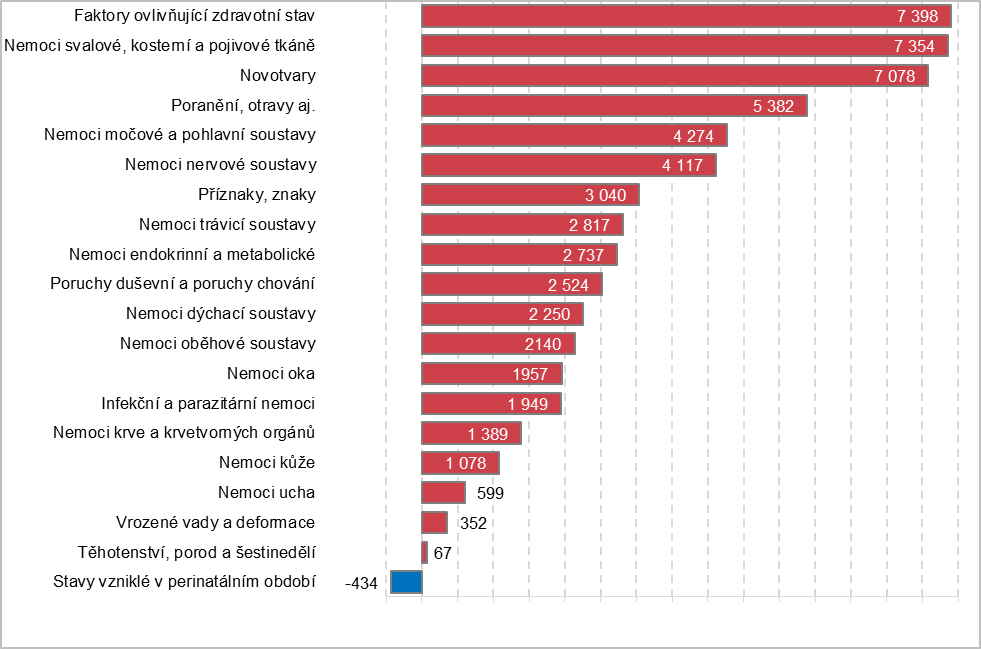 Faktory ovlivňující zdravotní stav 7 398
Nemoci svalové, kosterní a pojivové tkáně 7 354
Novotvary 7 078
Poranění, otravy aj. 5 382
Nemoci močové a pohlavní soustavy 4 274
Nemoci nervové soustavy 4 117
Příznaky, znaky 3 040
Nemoci trávicí soustavy 2 817
Nemoci endokrinní a metabolické 2 737
Poruchy duševní a poruchy chování 2 524
Nemoci dýchací soustavy 2 250
Nemoci oběhové soustavy 2140
Nemoci oka 1957
Infekční a parazitární nemoci 1 949
Nemoci krve a krvetvorných orgánů 1 389
Nemoci kůže 1 078
Nemoci ucha 599
Vrozené vady a deformace 352
Těhotenství, porod a šestinedělí 67
Stavy vzniklé v perinatálním období -434